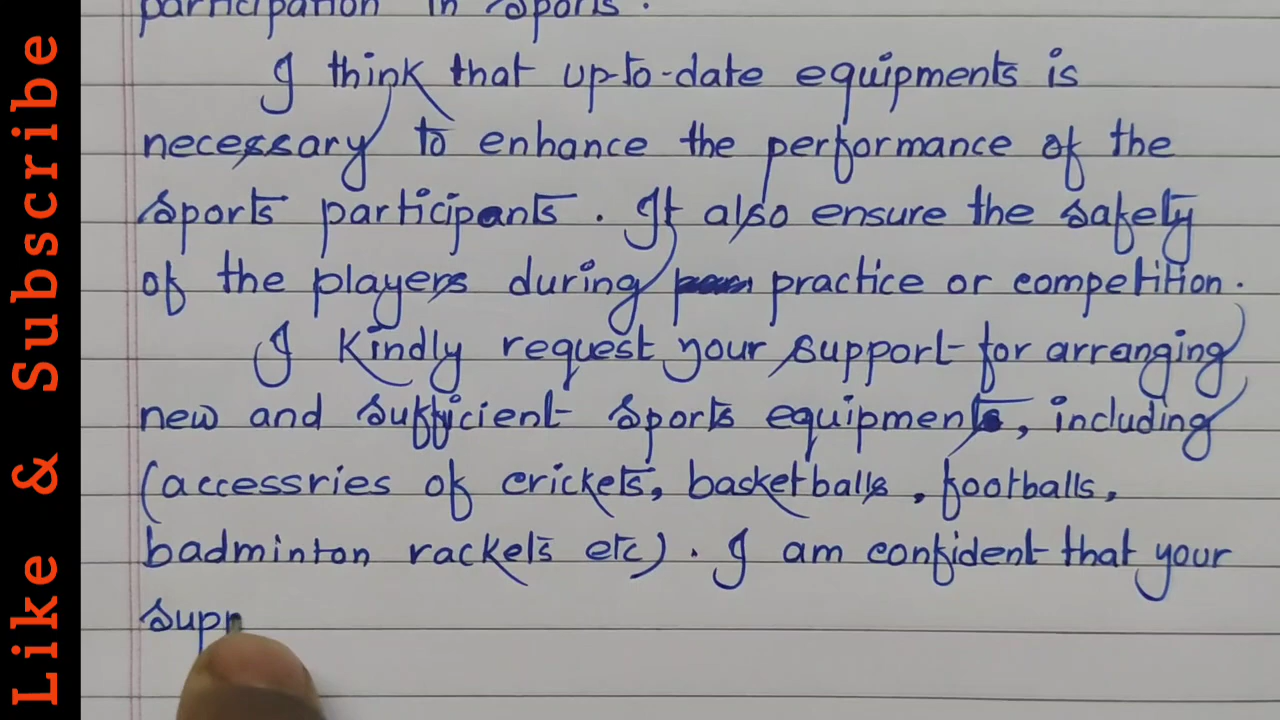 Like & Subscribe
participation in sports.
I think that up-to-date equipments is
necessary to enhance the performance of the
sports participants. It also ensure the safety
of the players during practice or competition.
I Kindly request your support for arranging
new and sufficient sports equipments, including
(accessries of crickets, basketballs, footballs,
badminton rackets etc). I am confident that your
supp